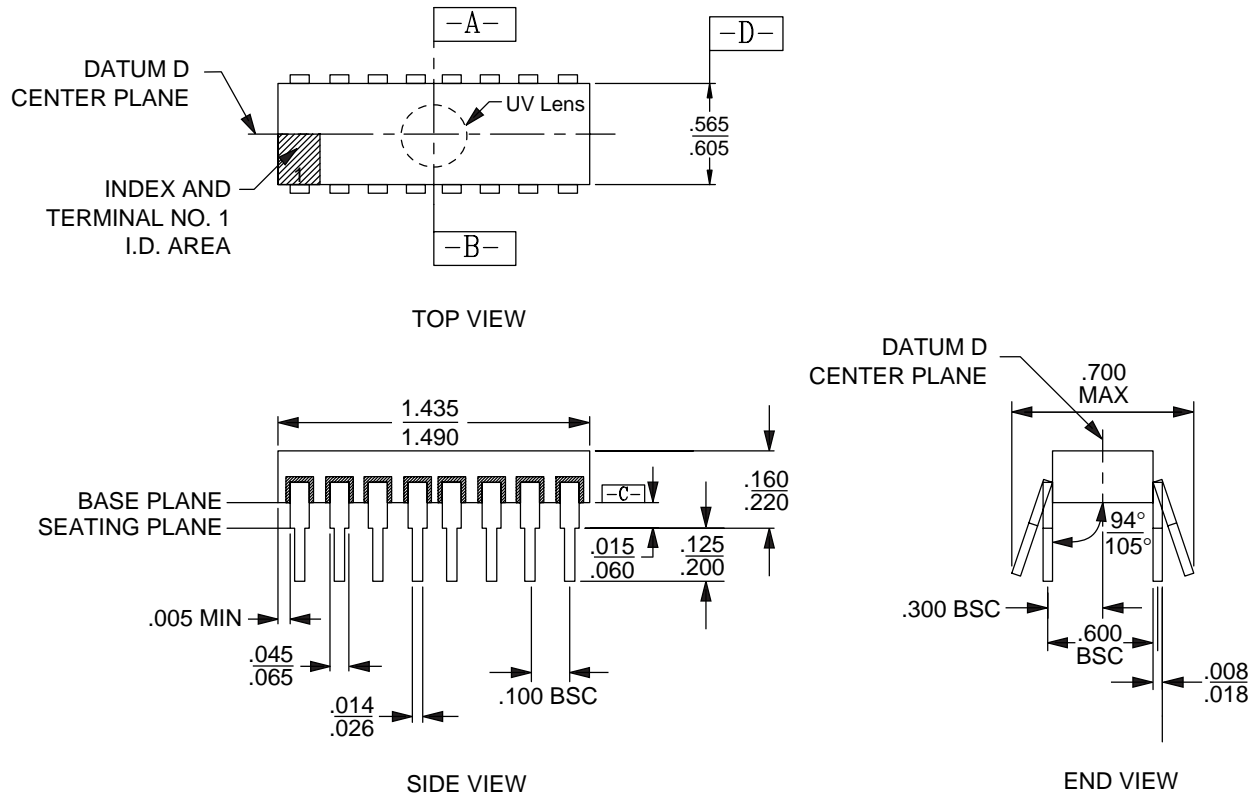 -A-
-D-
DATUM D
CENTER PLANE
UV Lens
.565
.605
1
INDEX AND
TERMINAL NO. 1
I.D. AREA
-B-
TOP VIEW
DATUM D
CENTER PLANE
.700
MAX
1.435
1.490
.160
.220
BASE PLANE
-C-
SEATING PLANE
94°
105°
.015
.060
.125
.200
.005 MIN
.300 BSC
.600
BSC
.045
.065
.100 BSC
.008
.018
.014
.026
SIDE VIEW
END VIEW